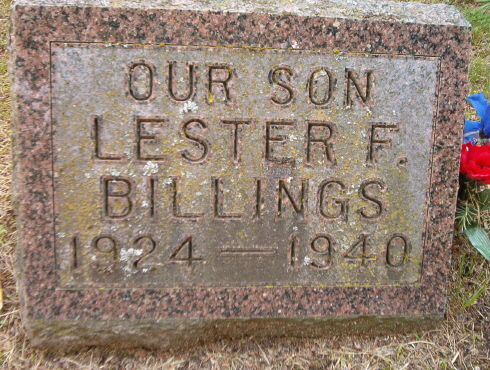 OUR SON
LESTER F.
BILLINGS
1924 — 1940